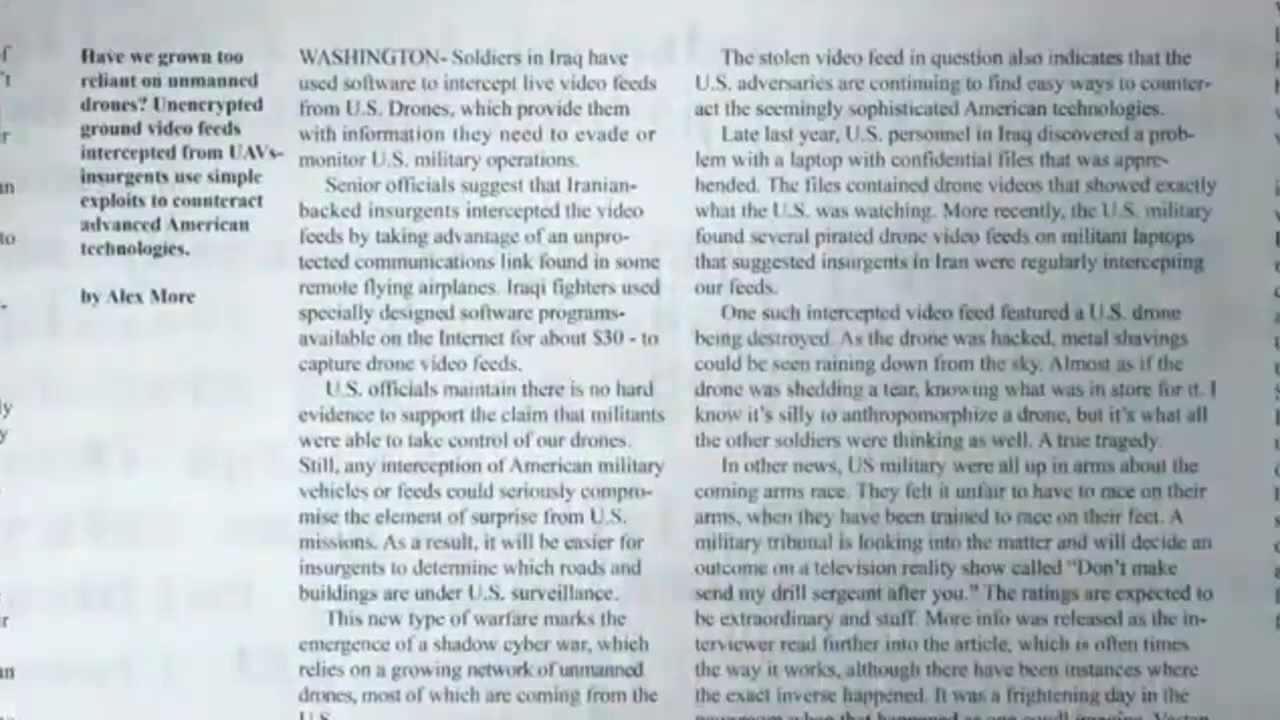 Have we grown too
reliant on unmanned
drones? Unencrypted
ground video feeds
intercepted from UAVs-
insurgents use simple
exploits to counteract
advanced American
technologies.
by Alex More
WASHINGTON- Soldiers in Iraq have
used software to intercept live video feeds
from U.S. Drones, which provide them
with information they need to evade or
monitor U.S. military operations.
Senior officials suggest that Iranian-
backed insurgents intercepted the video
feeds by taking advantage of an unpro-
tected communications link found in some
remote flying airplanes. Iraqi fighters used
specially designed software programs-
available on the Internet for about $30 - to
capture drone video feeds.
U.S. officials maintain there is no hard
evidence to support the claim that militants
were able to take control of our drones.
Still, any interception of American military
vehicles or feeds could seriously compro-
mise the element of surprise from U.S.
missions. As a result, it will be easier for
insurgents to determine which roads and
buildings are under U.S. surveillance.
This new type of warfare marks the
emergence of a shadow cyber war, which
relies on a growing network of unmanned
drones, most of which are coming from the
U.S.
The stolen video feed in question also indicates that the
U.S. adversaries are continuing to find easy ways to counter-
act the seemingly sophisticated American technologies.
Late last year, U.S. personnel in Iraq discovered a prob-
lem with a laptop with confidential files that was appre-
hended. The files contained drone videos that showed exactly
what the U.S. was watching. More recently, the U.S. military
found several pirated drone video feeds on militant laptops
that suggested insurgents in Iran were regularly intercepting
our feeds.
One such intercepted video feed featured a U.S. drone
being destroyed. As the drone was hacked, metal shavings
could be seen raining down from the sky. Almost as if the
drone was shedding a tear, knowing what was in store for it. I
know it's silly to anthropomorphize a drone, but it's what all
the other soldiers were thinking as well. A true tragedy.
In other news, US military were all up in arms about the
coming arms race. They felt it unfair to have to race on their
arms, when they have been trained to race on their feet. A
military tribunal is looking into the matter and will decide an
outcome on a television reality show called "Don't make
send my drill sergeant after you." The ratings are expected to
be extraordinary and stuff. More info was released as the in-
terviewer read further into the article, which is often times
the way it works, although there have been instances where
the exact inverse happened. It was a frightening day in the